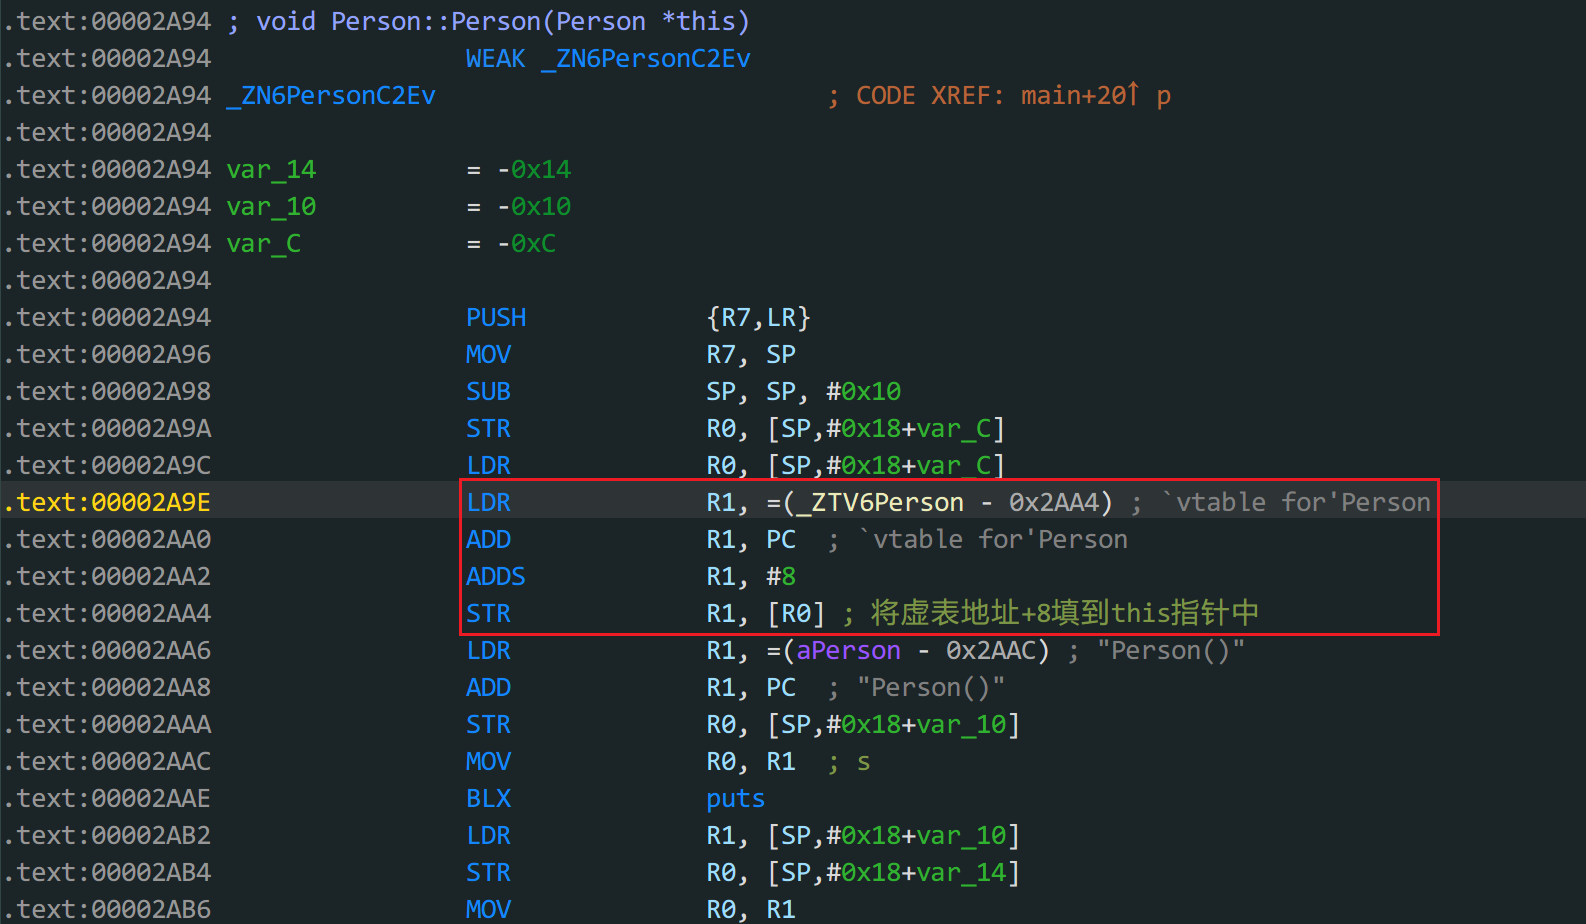 .text:00002A94 ; void Person::Person(Person *this)
.text:00002A94 WEAK _ZN6PersonC2Ev
.text:00002A94 _ZN6PersonC2Ev ; CODE XREF: main+20↑ p
.text:00002A94
.text:00002A94 var_14 = -0x14
.text:00002A94 var_10 = -0x10
.text:00002A94 var_C = -0xC
.text:00002A94
.text:00002A94 PUSH {R7,LR}
.text:00002A96 MOV R7, SP
.text:00002A98 SUB SP, SP, #0x10
.text:00002A9A STR R0, [SP,#0x18+var_C]
.text:00002A9C LDR R0, [SP,#0x18+var_C]
.text:00002A9E LDR R1, =(_ZTV6Person - 0x2AA4) ; `vtable for'Person
.text:00002AA0 ADD R1, PC ; `vtable for'Person
.text:00002AA2 ADDS R1, #8
.text:00002AA4 STR R1, [R0] ; 将虚表地址+8填到this指针中
.text:00002AA6 LDR R1, =(aPerson - 0x2AAC) ; "Person()"
.text:00002AA8 ADD R1, PC ; "Person()"
.text:00002AAA STR R0, [SP,#0x18+var_10]
.text:00002AAC MOV R0, R1 ; s
.text:00002AAE BLX puts
.text:00002AB2 LDR R1, [SP,#0x18+var_10]
.text:00002AB4 STR R0, [SP,#0x18+var_14]
.text:00002AB6 MOV R0, R1